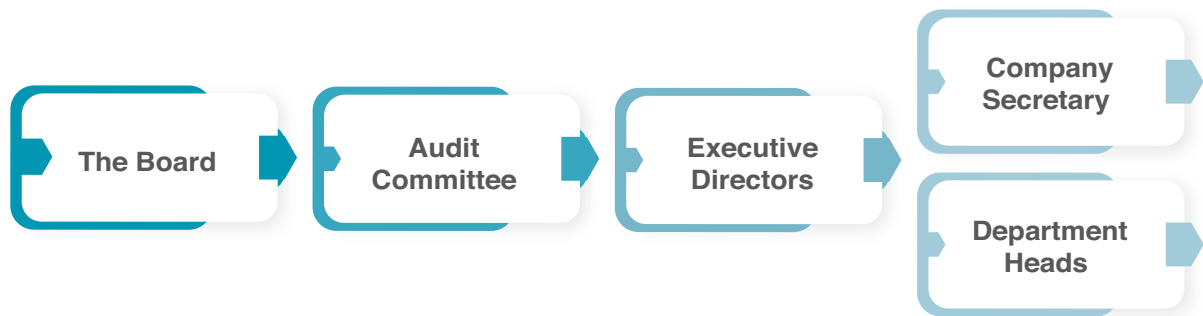 The Board
Audit
Committee
Executive
Directors
Company
Secretary
Department
Heads